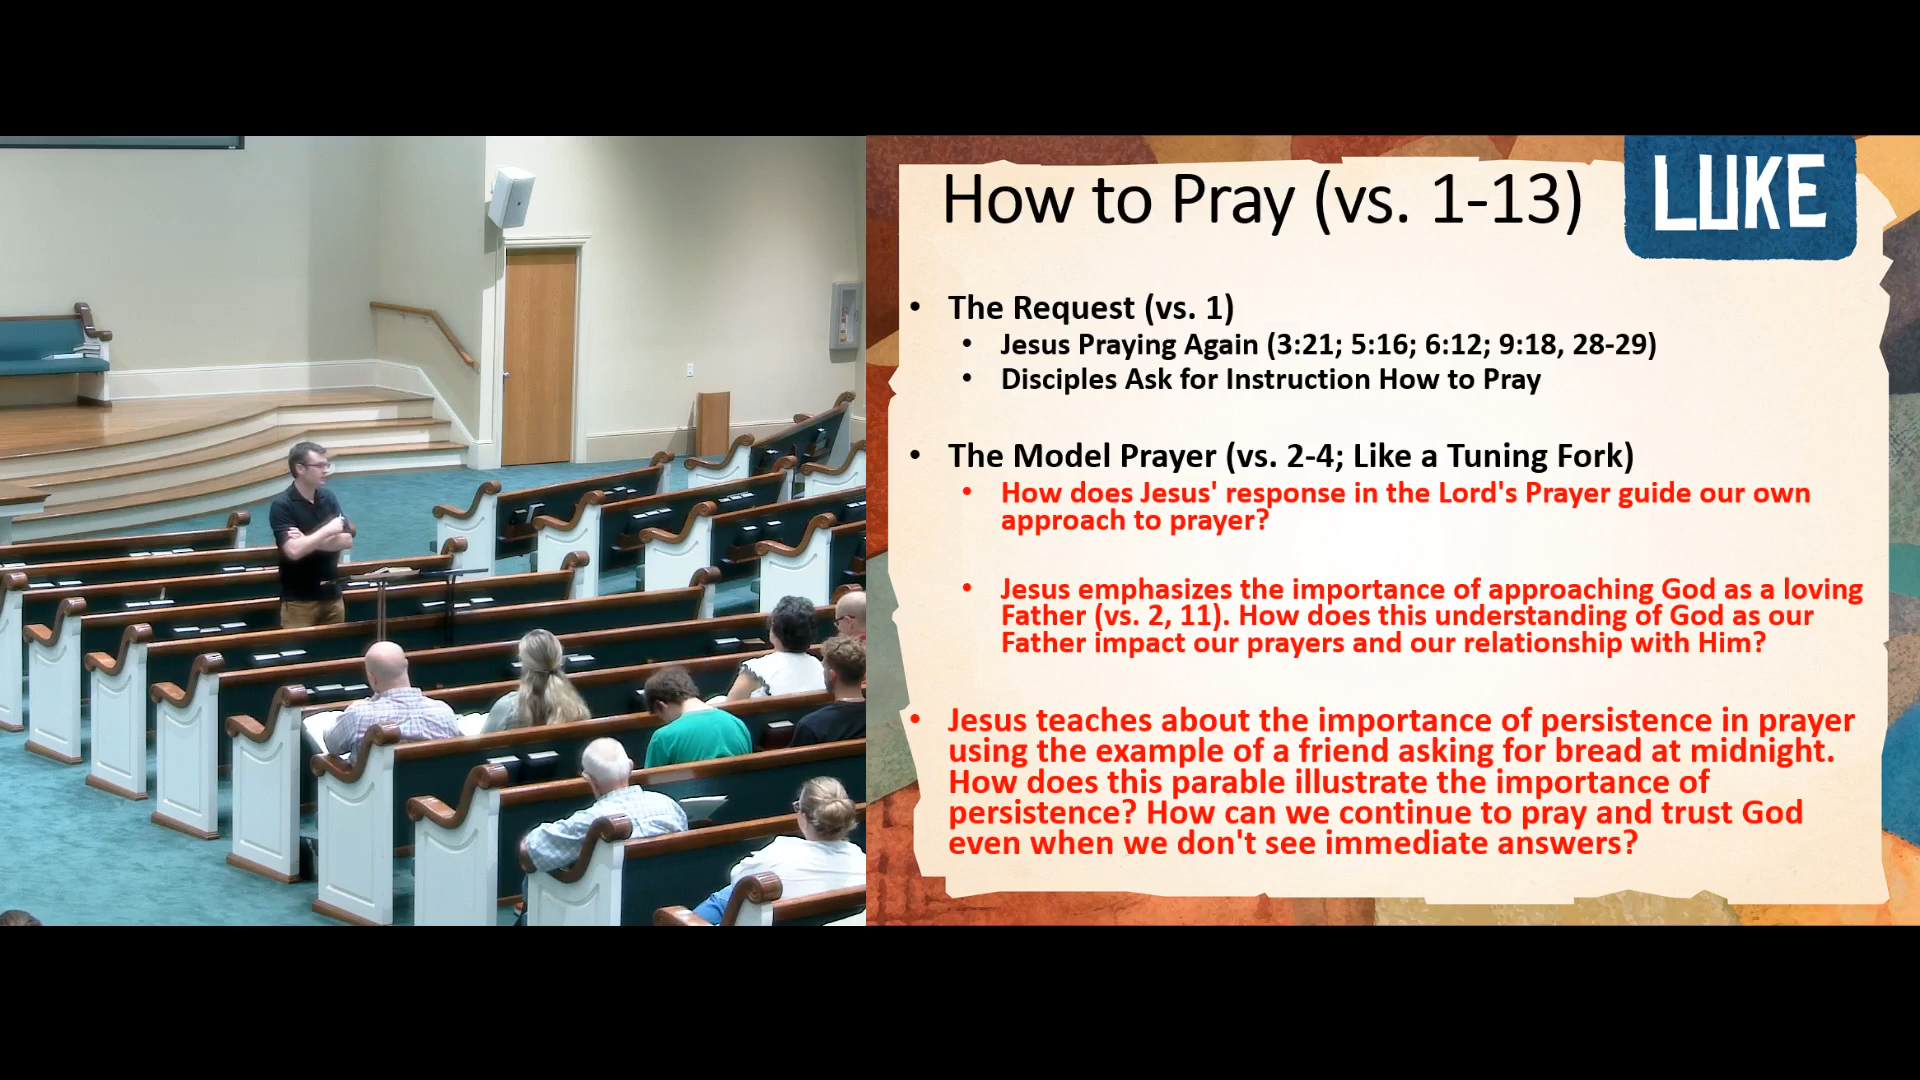 How to Pray (vs. 1-13)
LUKE
• The Request (vs. 1)
• Jesus Praying Again (3:21; 5:16; 6:12; 9:18, 28-29)
• Disciples Ask for Instruction How to Pray
• The Model Prayer (vs. 2-4; Like a Tuning Fork)
• How does Jesus' response in the Lord's Prayer guide our own
approach to prayer?
• Jesus emphasizes the importance of approaching God as a loving
Father (vs. 2, 11). How does this understanding of God as our
Father impact our prayers and our relationship with Him?
• Jesus teaches about the importance of persistence in prayer
using the example of a friend asking for bread at midnight.
How does this parable illustrate the importance of
persistence? How can we continue to pray and trust God
even when we don't see immediate answers?